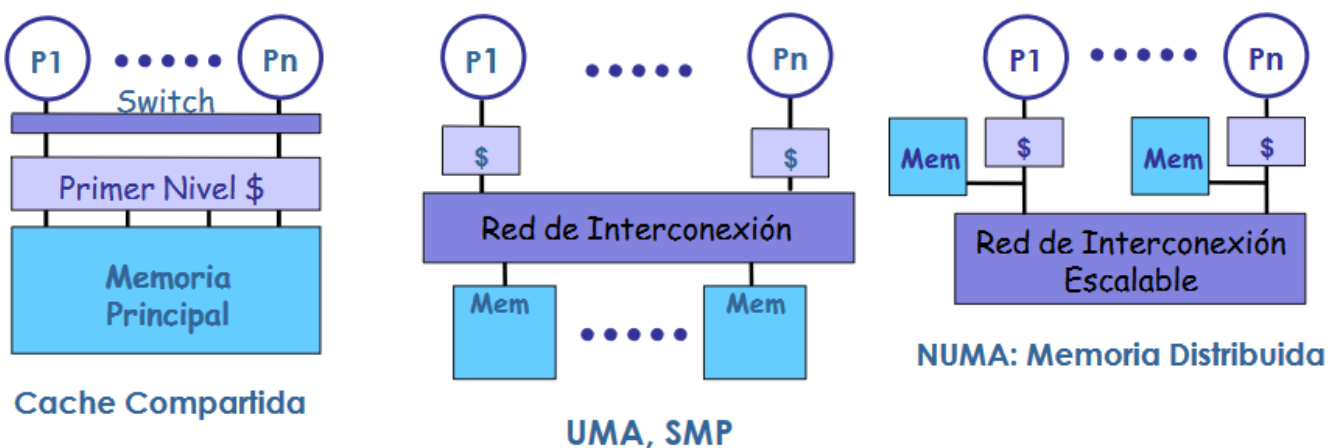 P1
Pn
Switch
Primer Nivel $
Memoria
Principal
Cache Compartida
P1
Pn
$
$
Red de Interconexión
Mem
Mem
UMA, SMP
P1
Pn
Mem
$
Mem
$
Red de Interconexión
Escalable
NUMA: Memoria Distribuida